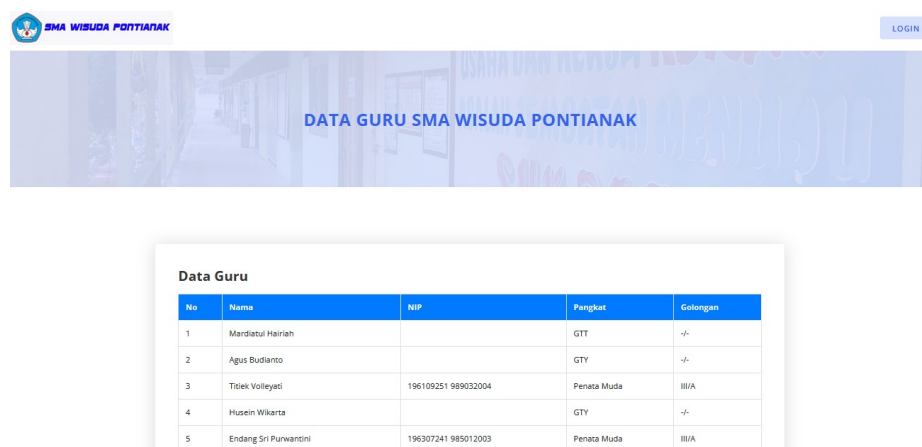 SMA WISUDA PONTIANAK
LOGIN
DATA GURU SMA WISUDA PONTIANAK
Data Guru
No Nama NIP Pangkat Golongan
1 Mardiatul Hairiah GTT -/-
2 Agus Budianto GTY -/-
3 Titiek Volleyati 196109251 989032004 Penata Muda III/A
4 Husein Wikarta GTY -/-
5 Endang Sri Purwantini 196307241 985012003 Penata Muda III/A